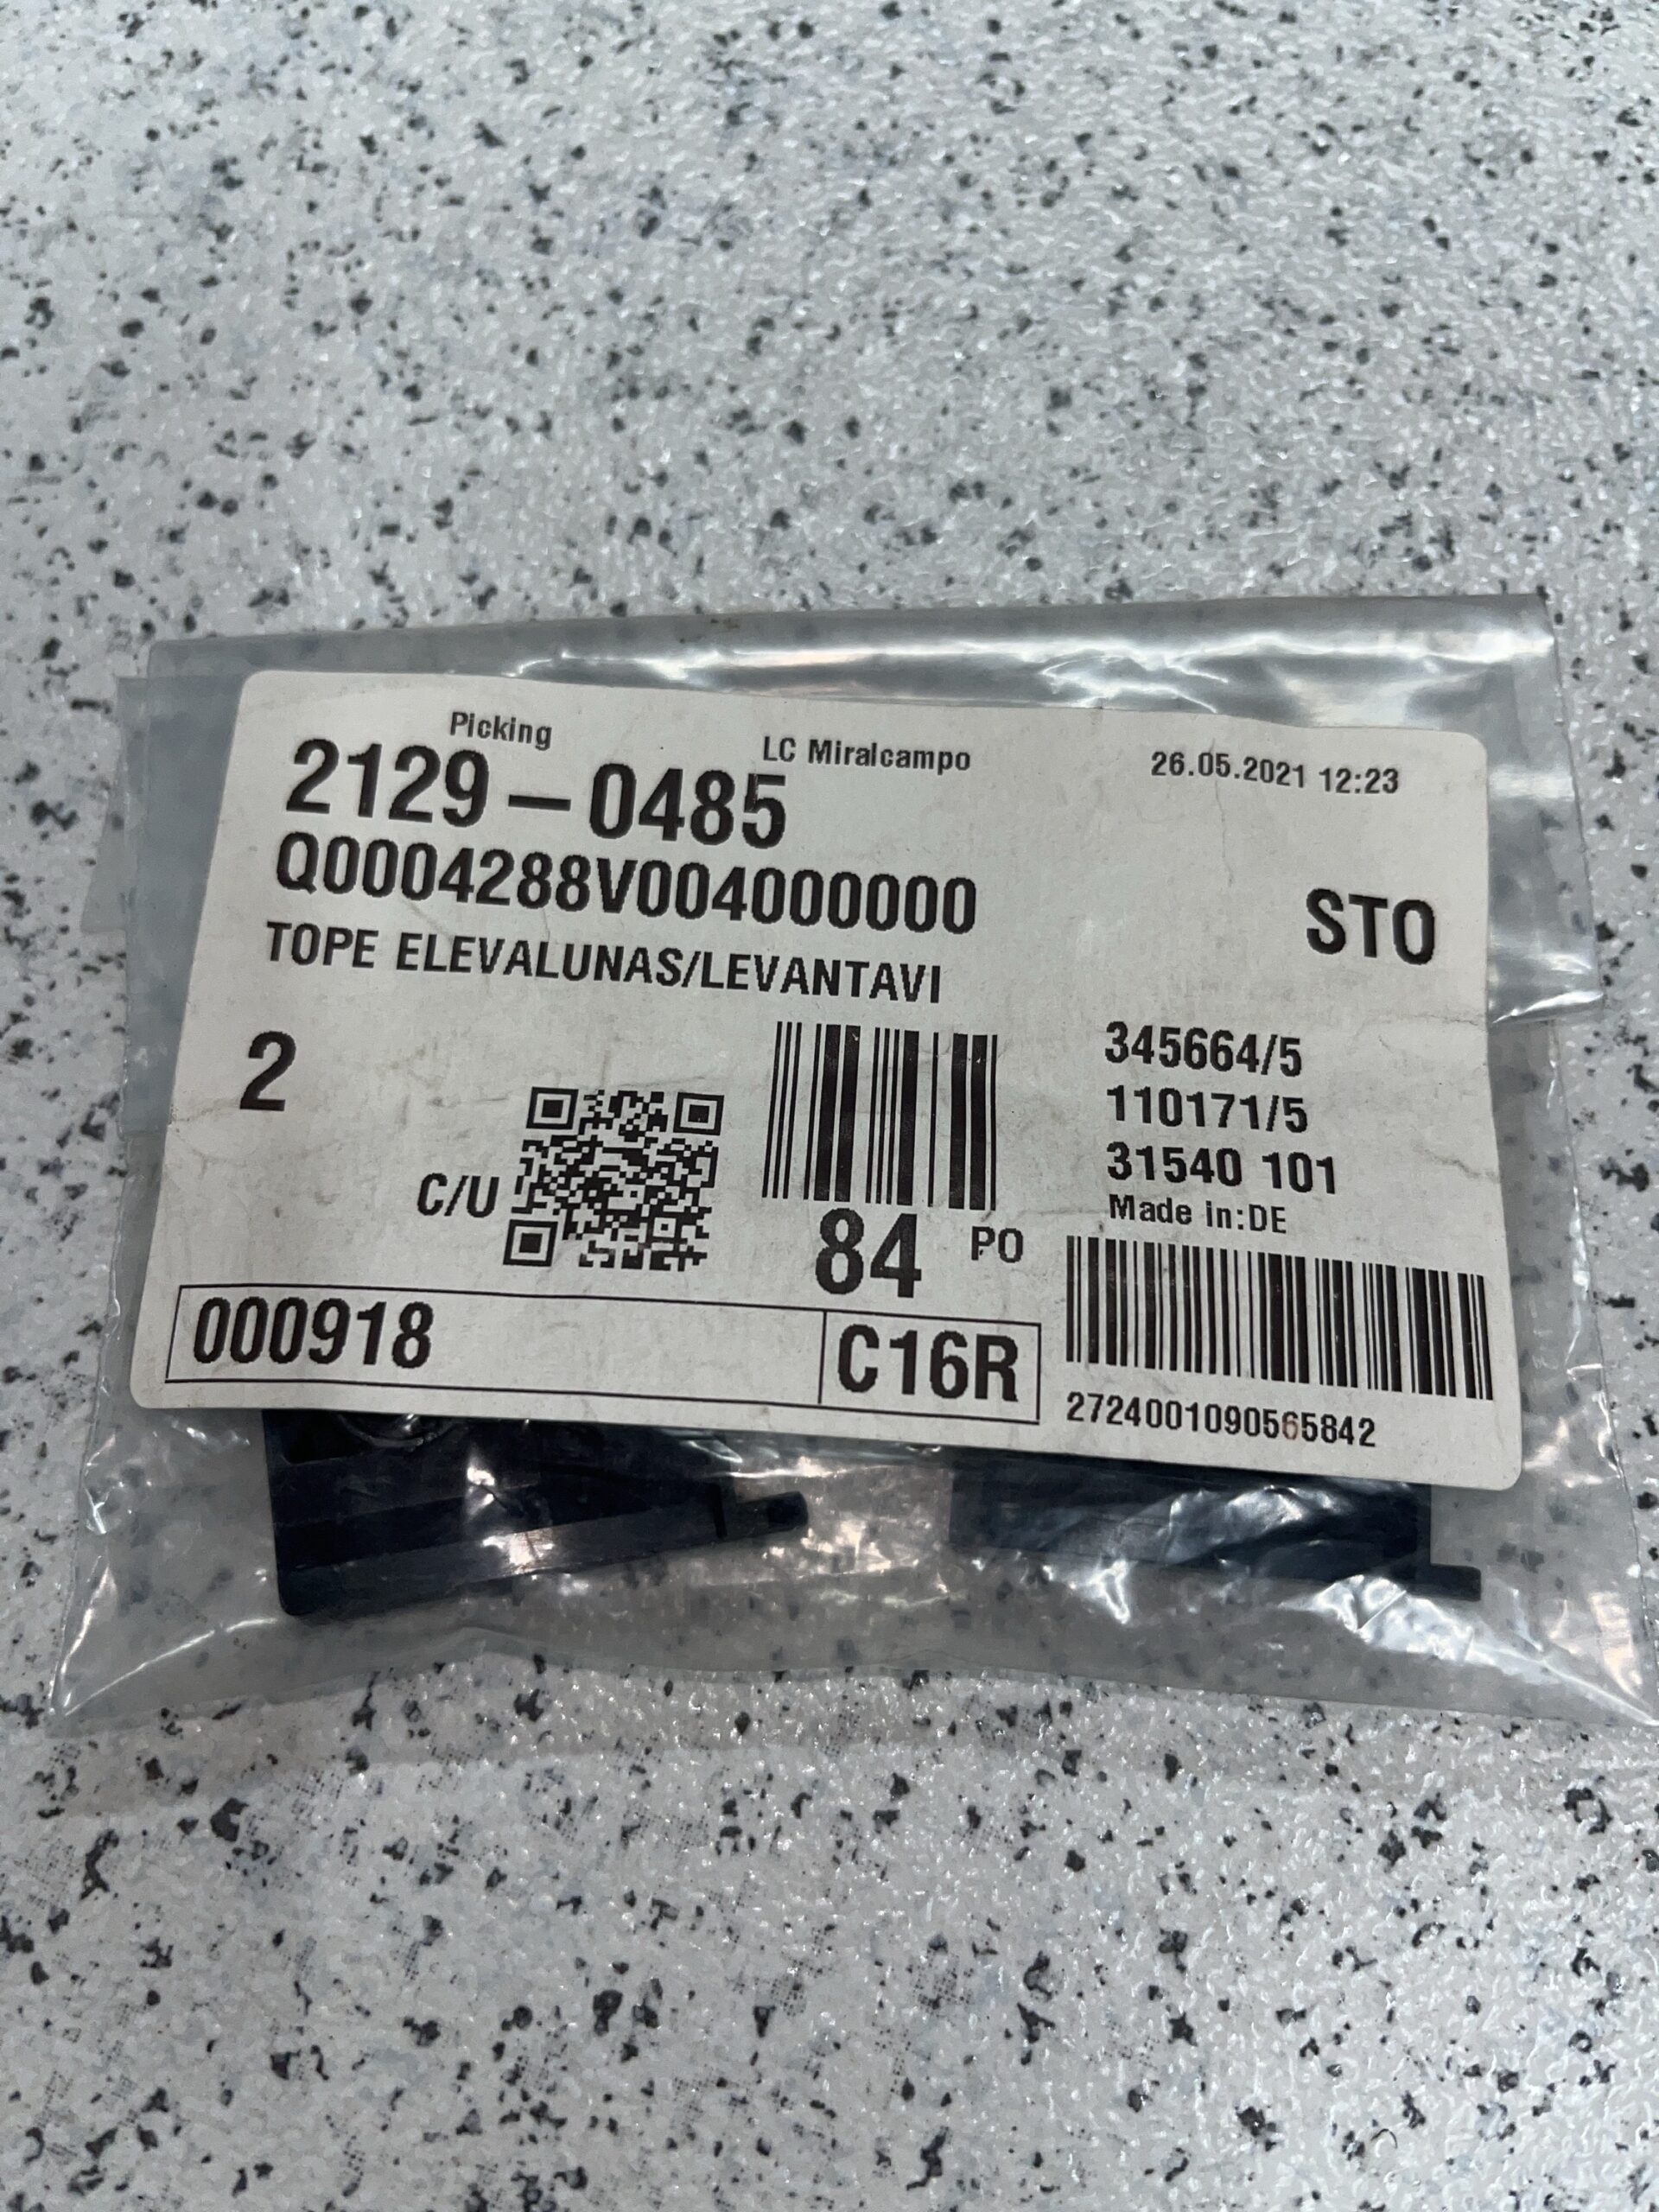 Picking
LC Miralcampo
26.05.2021 12:23
2129-0485
Q0004288V004000000
STO
TOPE ELEVALUNAS/LEVANTAVI
2
C/U
84 PO
345664/5
110171/5
31540 101
Made in:DE
000918
C16R
2724001090565842